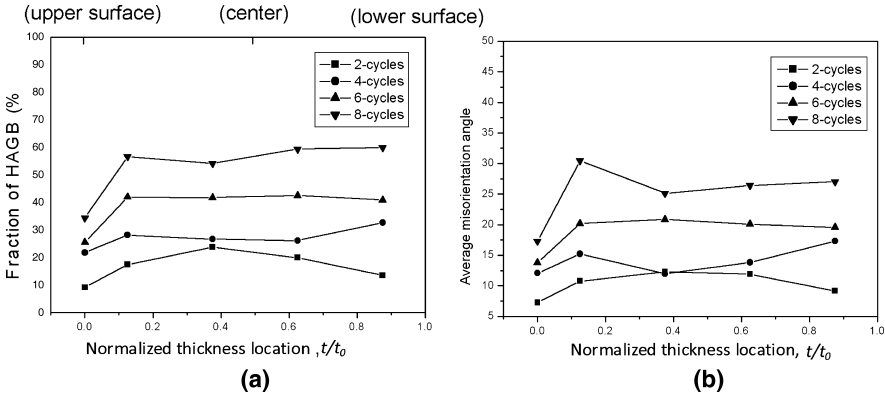 (upper surface) (center) (lower surface)
100
90
80
70
60
50
40
30
20
10
0
Fraction of HAGB (%
2-cycles
4-cycles
6-cycles
8-cycles
0.0 0.2 0.4 0.6 0.8 1.0
Normalized thickness location ,t/t0
(a)
50
45
40
35
30
25
20
15
10
5
Average misorientation angle
2-cycles
4-cycles
6-cycles
8-cycles
0.0 0.2 0.4 0.6 0.8 1.0
Normalized thickness location, t/t0
(b)